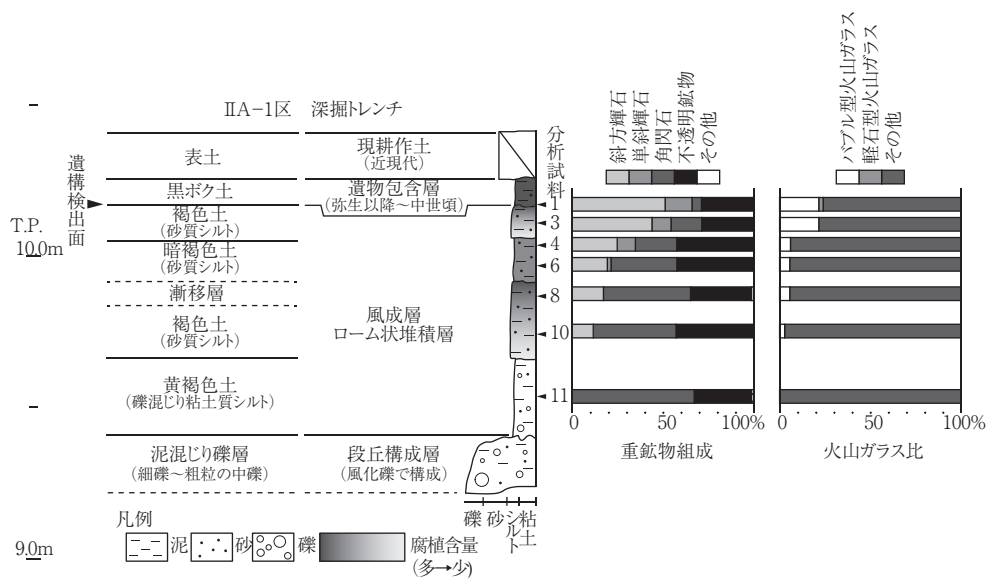 ⅡA-1区 深掘トレンチ
遺構検出面
T.P.
10.0m
9.0m
表土
黒ボク土
褐色土
(砂質シルト)
暗褐色土
(砂質シルト)
漸移層
褐色土
(砂質シルト)
黄褐色土
(礫混じり粘土質シルト)
泥混じり礫層
(細礫~粗粒の中礫)
現耕作土
(近現代)
遺物包含層
(弥生以降~中世頃)
風成層
ローム状堆積層
段丘構成層
(風化礫で構成)
礫
砂
シルト
粘土
分析試料
1
3
4
6
8
10
11
斜方輝石
単斜輝石
角閃石
不透明鉱物
その他
0 50 100%
重鉱物組成
バブル型火山ガラス
軽石型火山ガラス
その他
0 50 100%
火山ガラス比
凡例
泥
砂
礫
腐植含量
(多→少)